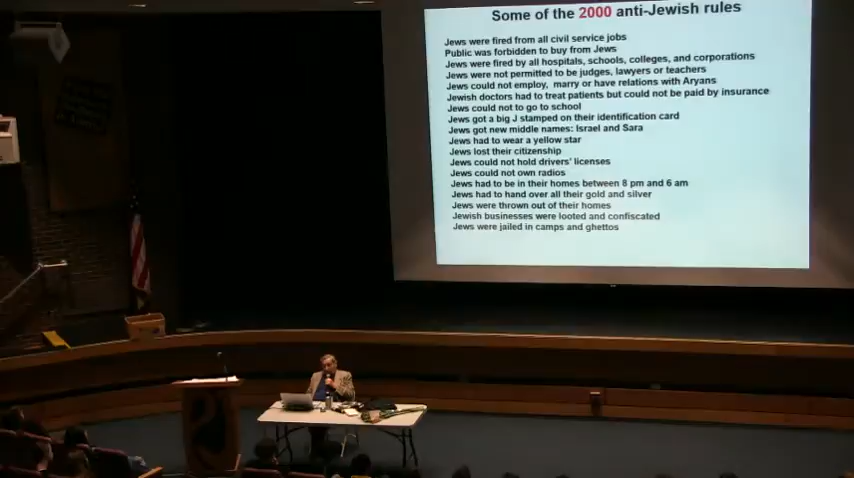 Some of the 2000 anti-Jewish rules
Jews were fired from all civil service jobs
Public was forbidden to buy from Jews
Jews were fired by all hospitals, schools, colleges, and corporations
Jews were not permitted to be judges, lawyers or teachers
Jews could not employ, marry or have relations with Aryans
Jewish doctors had to treat patients but could not be paid by insurance
Jews could not to go to school
Jews got a big J stamped on their identification card
Jews got new middle names: Israel and Sara
Jews had to wear a yellow star
Jews lost their citizenship
Jews could not hold drivers' licenses
Jews could not own radios
Jews had to be in their homes between 8 pm and 6 am
Jews had to hand over all their gold and silver
Jews were thrown out of their homes
Jewish businesses were looted and confiscated
Jews were jailed in camps and ghettos